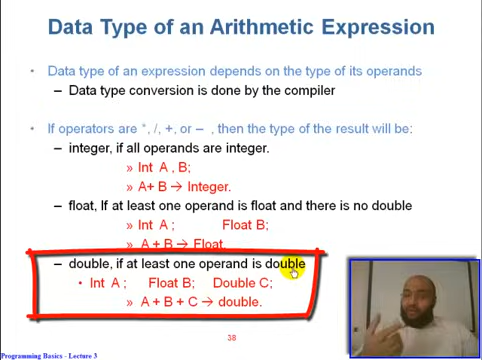 Data Type of an Arithmetic Expression
• Data type of an expression depends on the type of its operands
– Data type conversion is done by the compiler
• If operators are *, /, +, or – , then the type of the result will be:
– integer, if all operands are integer.
» Int A , B;
» A+ B → Integer.
– float, If at least one operand is float and there is no double
» Int A ; Float B;
» A + B → Float.
– double, if at least one operand is double
• Int A ; Float B; Double C;
» A + B + C → double.
38
Programming Basics - Lecture 3